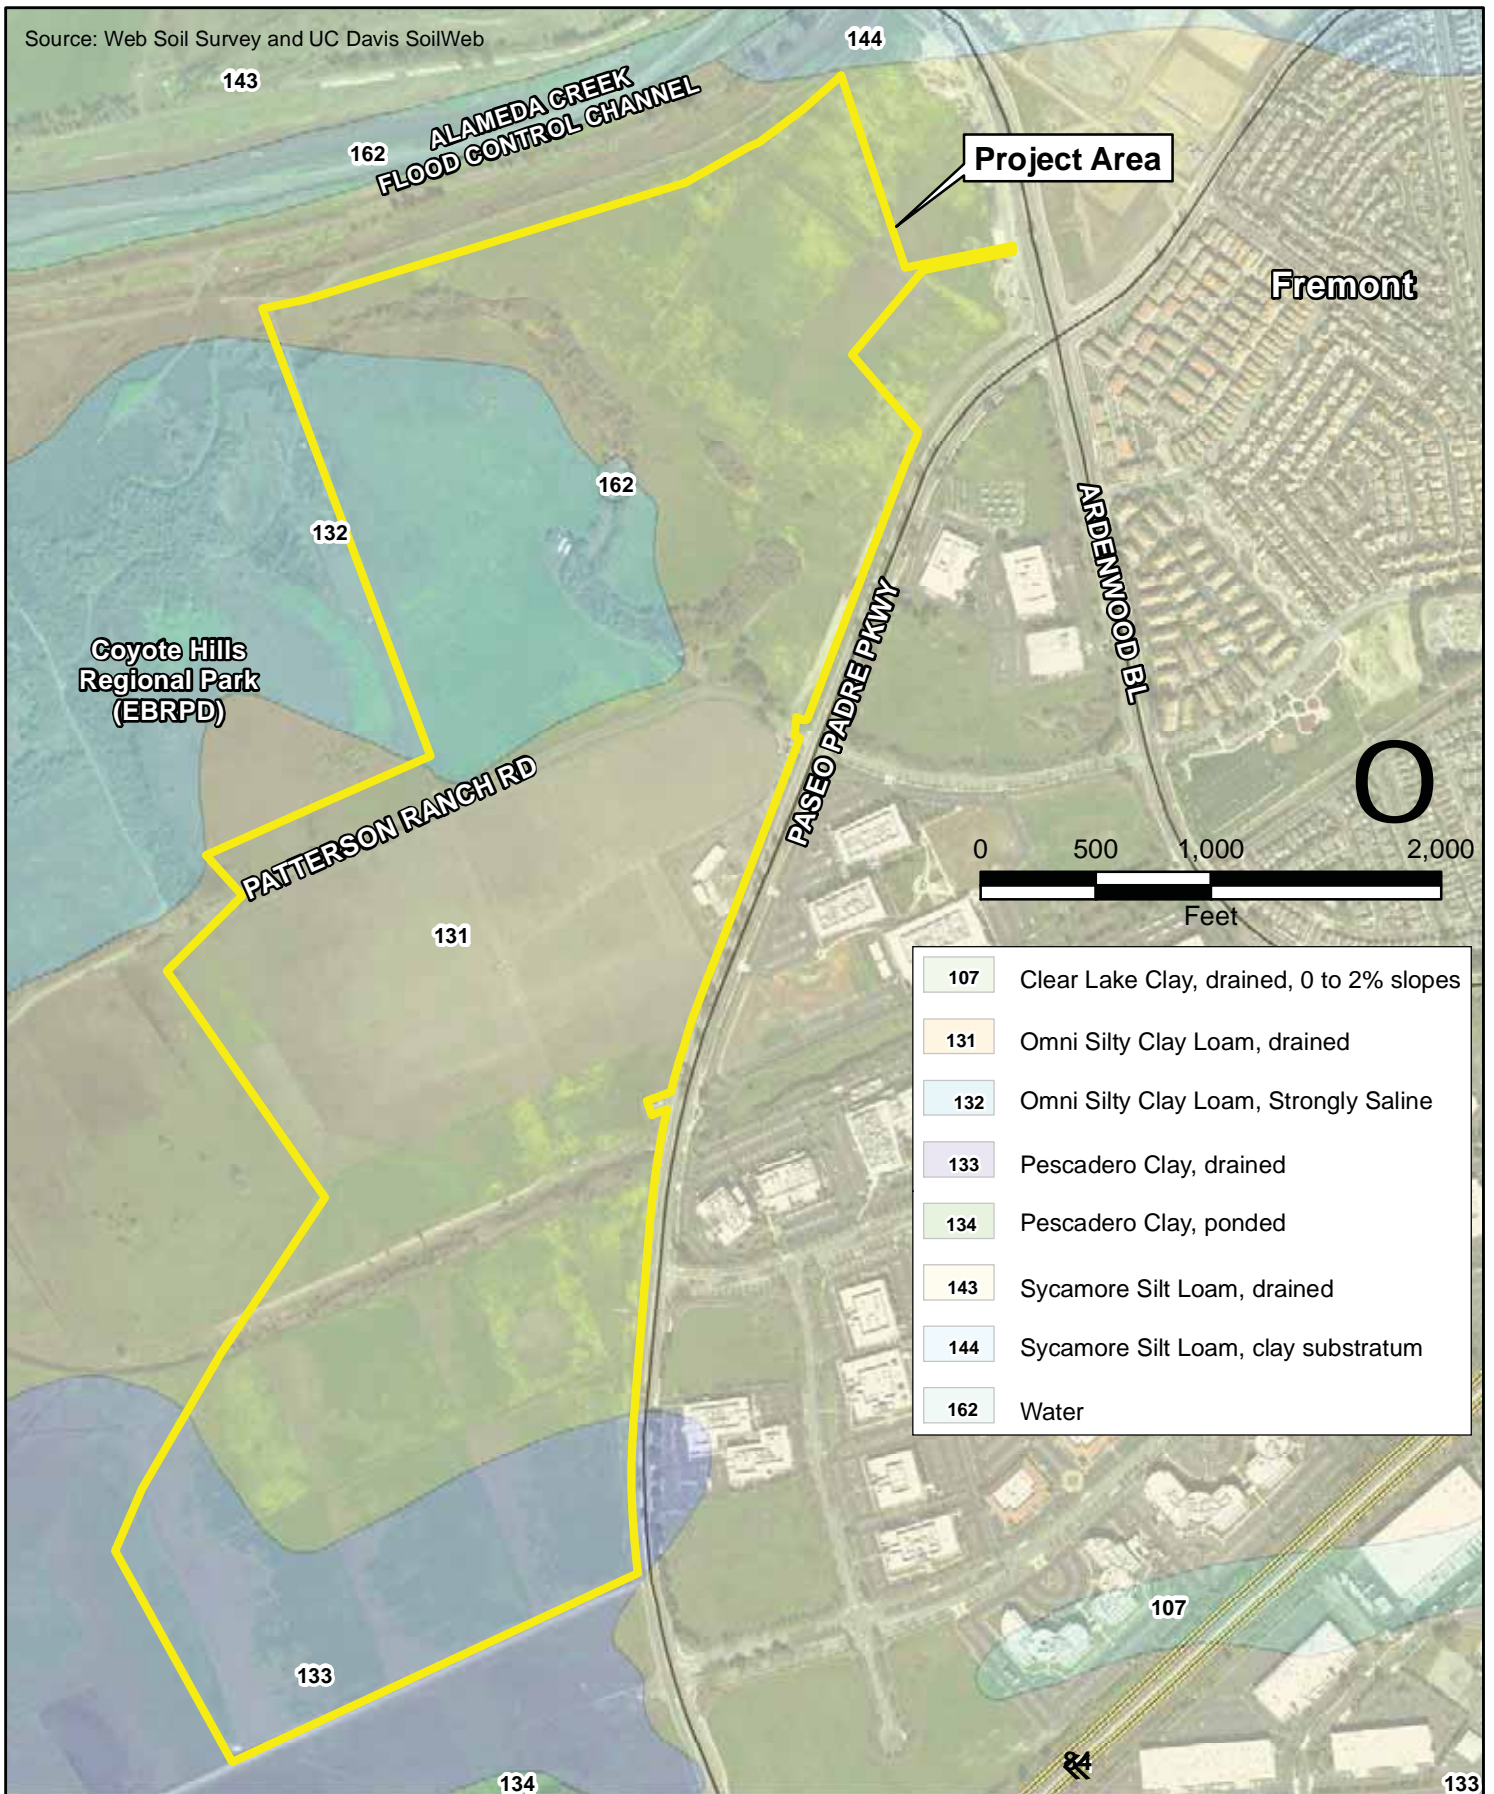 Source: Web Soil Survey and UC Davis SoilWeb
144
143
ALAMEDA CREEK
FLOOD CONTROL CHANNEL
162
Project Area
Fremont
162
132
ARDENWOOD BL
Coyote Hills
Regional Park
(EBRPD)
PASEO PADRE PKWY
PATTERSON RANCH RD
O
0 500 1,000 2,000
Feet
131
107 Clear Lake Clay, drained, 0 to 2% slopes
131 Omni Silty Clay Loam, drained
132 Omni Silty Clay Loam, Strongly Saline
133 Pescadero Clay, drained
134 Pescadero Clay, ponded
143 Sycamore Silt Loam, drained
144 Sycamore Silt Loam, clay substratum
162 Water
107
133
84
134
133